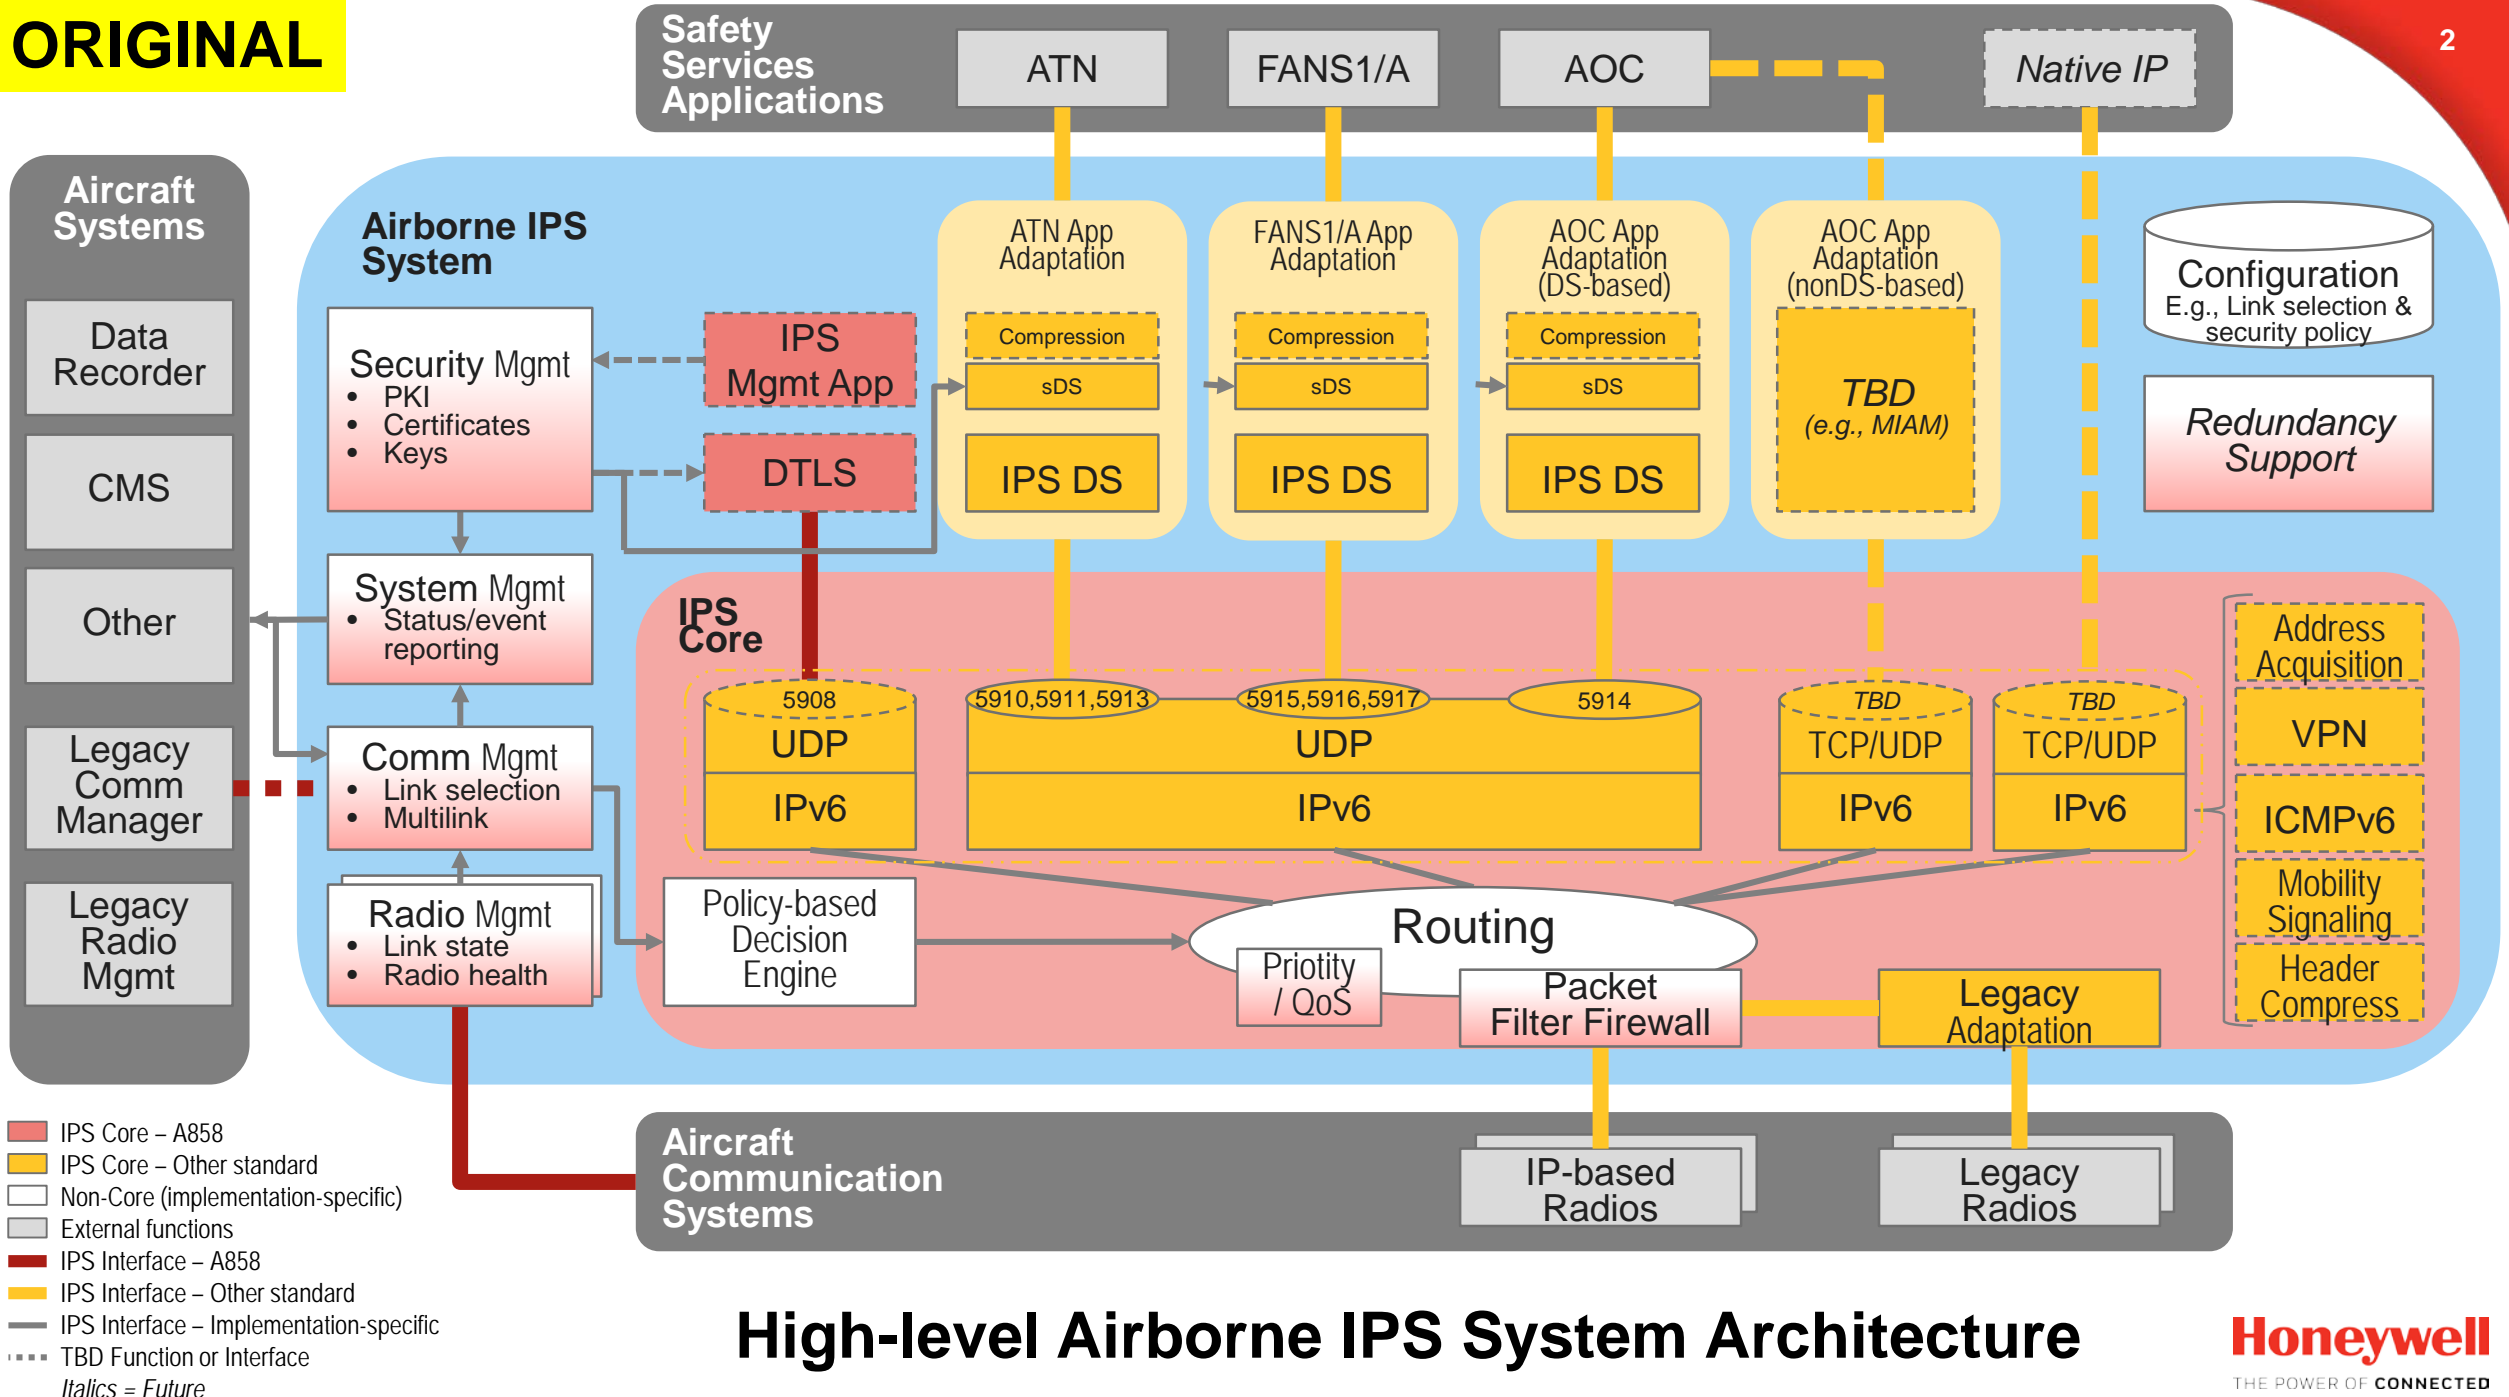 ORIGINAL
2
Safety
Services
Applications
ATN
FANS1/A
AOC
Native IP
Aircraft
Systems
Data
Recorder
CMS
Other
Legacy
Comm
Manager
Legacy
Radio
Mgmt
Airborne IPS
System
Security Mgmt
• PKI
• Certificates
• Keys
System Mgmt
• Status/event
reporting
Comm Mgmt
• Link selection
• Multilink
Radio Mgmt
• Link state
• Radio health
IPS
Mgmt App
DTLS
ATN App
Adaptation
Compression
sDS
IPS DS
FANS1/A App
Adaptation
Compression
sDS
IPS DS
AOC App
Adaptation
(DS-based)
Compression
sDS
IPS DS
AOC App
Adaptation
(nonDS-based)
TBD
(e.g., MIAM)
Configuration
E.g., Link selection &
security policy
Redundancy
Support
IPS
Core
5908
UDP
IPv6
5910,5911,5913
5915,5916,5917
5914
UDP
IPv6
TBD
TCP/UDP
IPv6
TBD
TCP/UDP
IPv6
Address
Acquisition
VPN
ICMPv6
Mobility
Signaling
Header
Compress
Policy-based
Decision
Engine
Routing
Priotity
/ QoS
Packet
Filter Firewall
Legacy
Adaptation
Aircraft
Communication
Systems
IP-based
Radios
Legacy
Radios
IPS Core – A858
IPS Core – Other standard
Non-Core (implementation-specific)
External functions
IPS Interface – A858
IPS Interface – Other standard
IPS Interface – Implementation-specific
TBD Function or Interface
Italics = Future
High-level Airborne IPS System Architecture
Honeywell
THE POWER OF CONNECTED